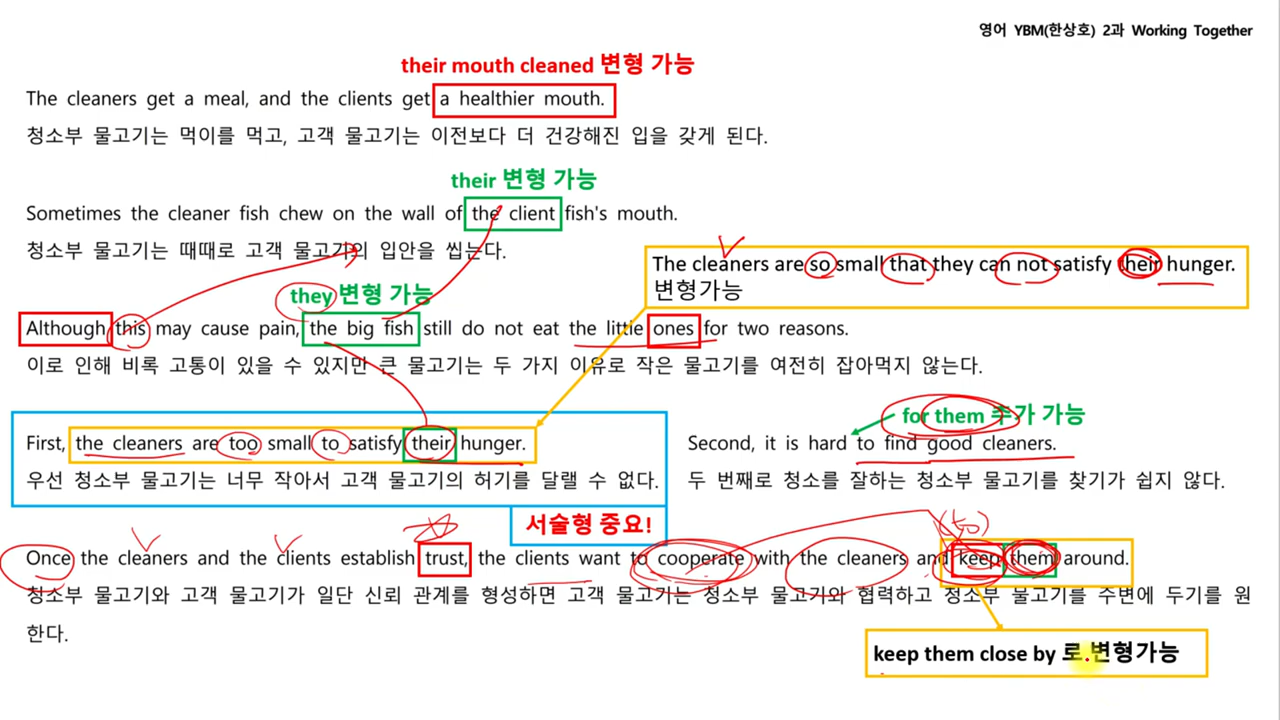 영어 YBM(한상호) 2과 Working Together
their mouth cleaned 변형 가능
The cleaners get a meal, and the clients get a healthier mouth.
청소부 물고기는 먹이를 먹고, 고객 물고기는 이전보다 더 건강해진 입을 갖게 된다.
their 변형 가능
Sometimes the cleaner fish chew on the wall of the client fish's mouth.
청소부 물고기는 때때로 고객 물고기의 입안을 씹는다.
The cleaners are so small that they can not satisfy their hunger.
변형가능
they 변형 가능
Although this may cause pain, the big fish still do not eat the little ones for two reasons.
이로 인해 비록 고통이 있을 수 있지만 큰 물고기는 두 가지 이유로 작은 물고기를 여전히 잡아먹지 않는다.
First, the cleaners are too small to satisfy their hunger.
우선 청소부 물고기는 너무 작아서 고객 물고기의 허기를 달랠 수 없다.
서술형 중요!
for them 추가 가능
Second, it is hard to find good cleaners.
두 번째로 청소를 잘하는 청소부 물고기를 찾기가 쉽지 않다.
(to)
Once the cleaners and the clients establish trust, the clients want to cooperate with the cleaners and keep them around.
청소부 물고기와 고객 물고기가 일단 신뢰 관계를 형성하면 고객 물고기는 청소부 물고기와 협력하고 청소부 물고기를 주변에 두기를 원
한다.
keep them close by 로.변형가능